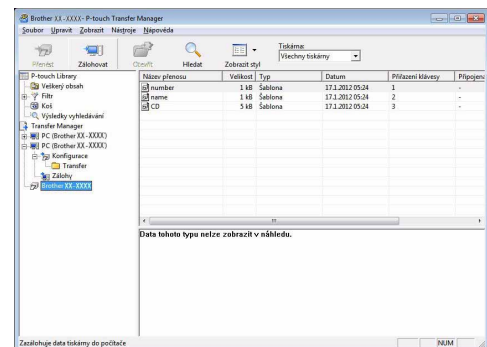 Brother XX-XXXX- P-touch Transfer Manager
Soubor Upravit Zobrazit Nástroje Nápověda
Přenést Zálohovat Otevřít Hledat Zobrazit styl
Tiskárna:
Všechny tiskárny
P-touch Library
Veškerý obsah
Filtr
Koš
Výsledky vyhledávání
Transfer Manager
PC (Brother XX-XXXX)
PC (Brother XX-XXXX)
Konfigurace
Transfer
Zálohy
Brother XX-XXXX
Název přenosu Velikost Typ Datum Přiřazení klávesy Připojena
number 1 kB Šablona 17.1.2012 05:24 1 -
name 1 kB Šablona 17.1.2012 05:24 2 -
CD 5 kB Šablona 17.1.2012 05:24 3 -
Data tohoto typu nelze zobrazit v náhledu.
Zazálohuje data tiskárny do počítače NUM